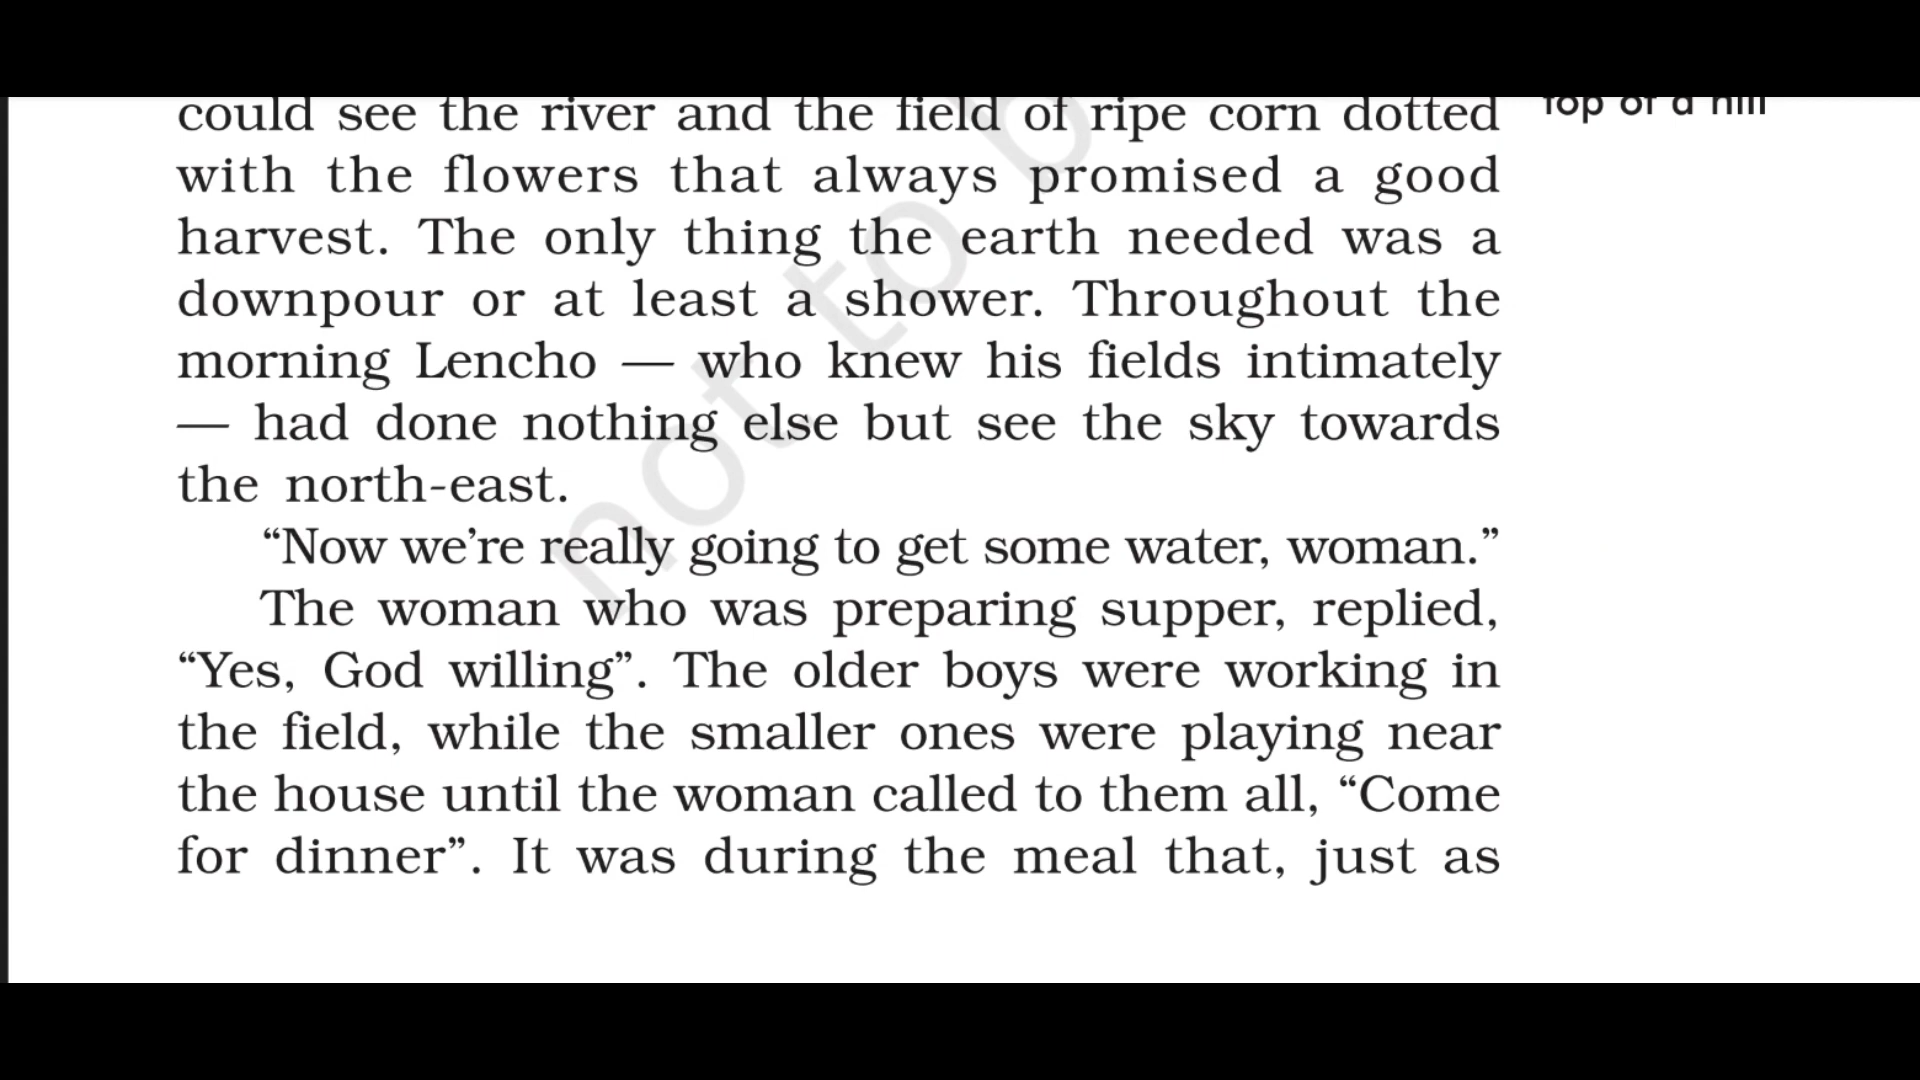 could see the river and the field of ripe corn dotted
top of a hill
with the flowers that always promised a good
harvest. The only thing the earth needed was a
downpour or at least a shower. Throughout the
morning Lencho — who knew his fields intimately
— had done nothing else but see the sky towards
the north-east.
“Now we’re really going to get some water, woman.”
The woman who was preparing supper, replied,
“Yes, God willing”. The older boys were working in
the field, while the smaller ones were playing near
the house until the woman called to them all, “Come
for dinner”. It was during the meal that, just as
not to b